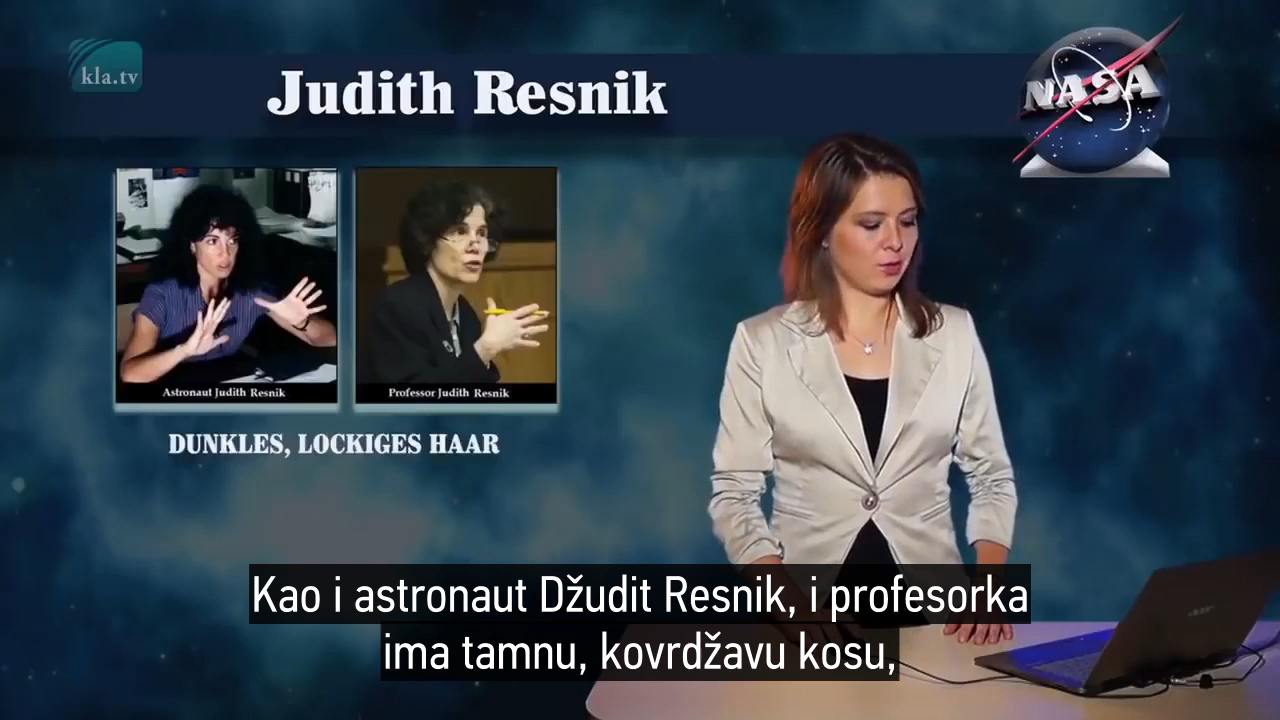 kla.tv
Judith Resnik
NASA
Astronaut Judith Resnik
Professor Judith Resnik
DUNKLES, LOCKIGES HAAR
Kao i astronaut Džudit Resnik, i profesorka
ima tamnu, kovrdžavu kosu,